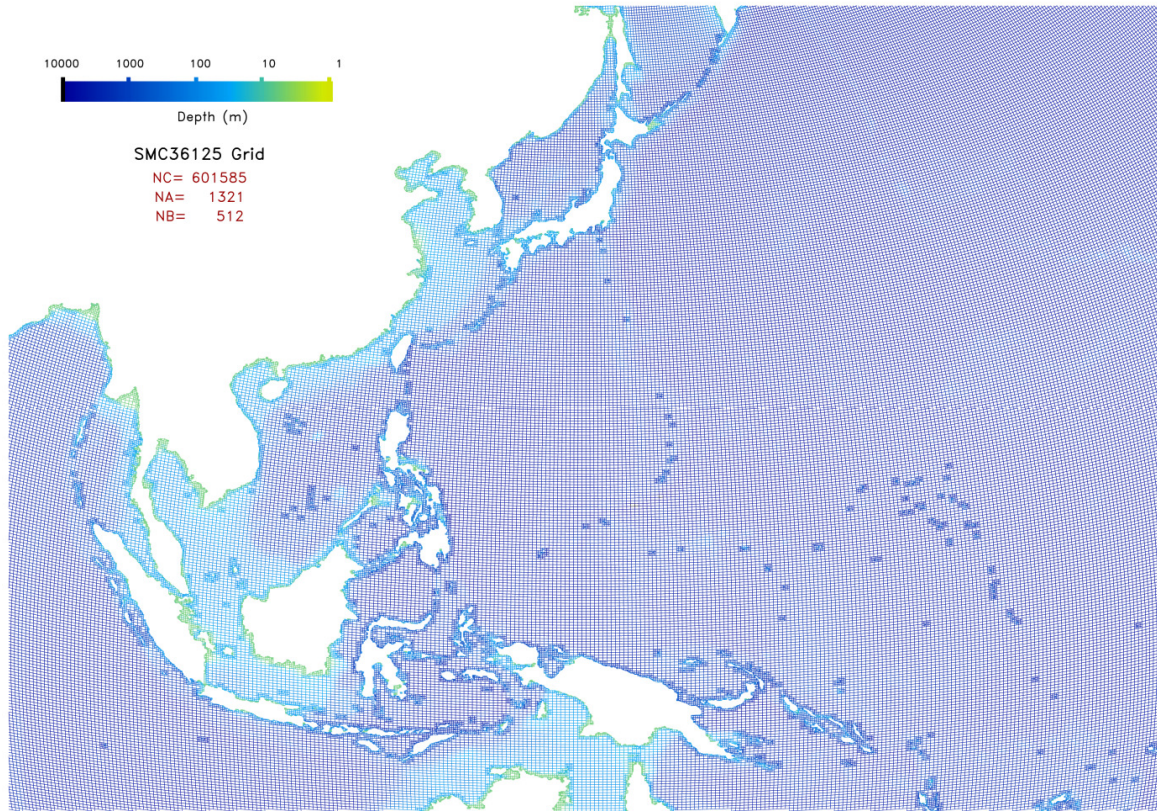 10000 1000 100 10 1
Depth (m)
SMC36125 Grid
NC= 601585
NA= 1321
NB= 512